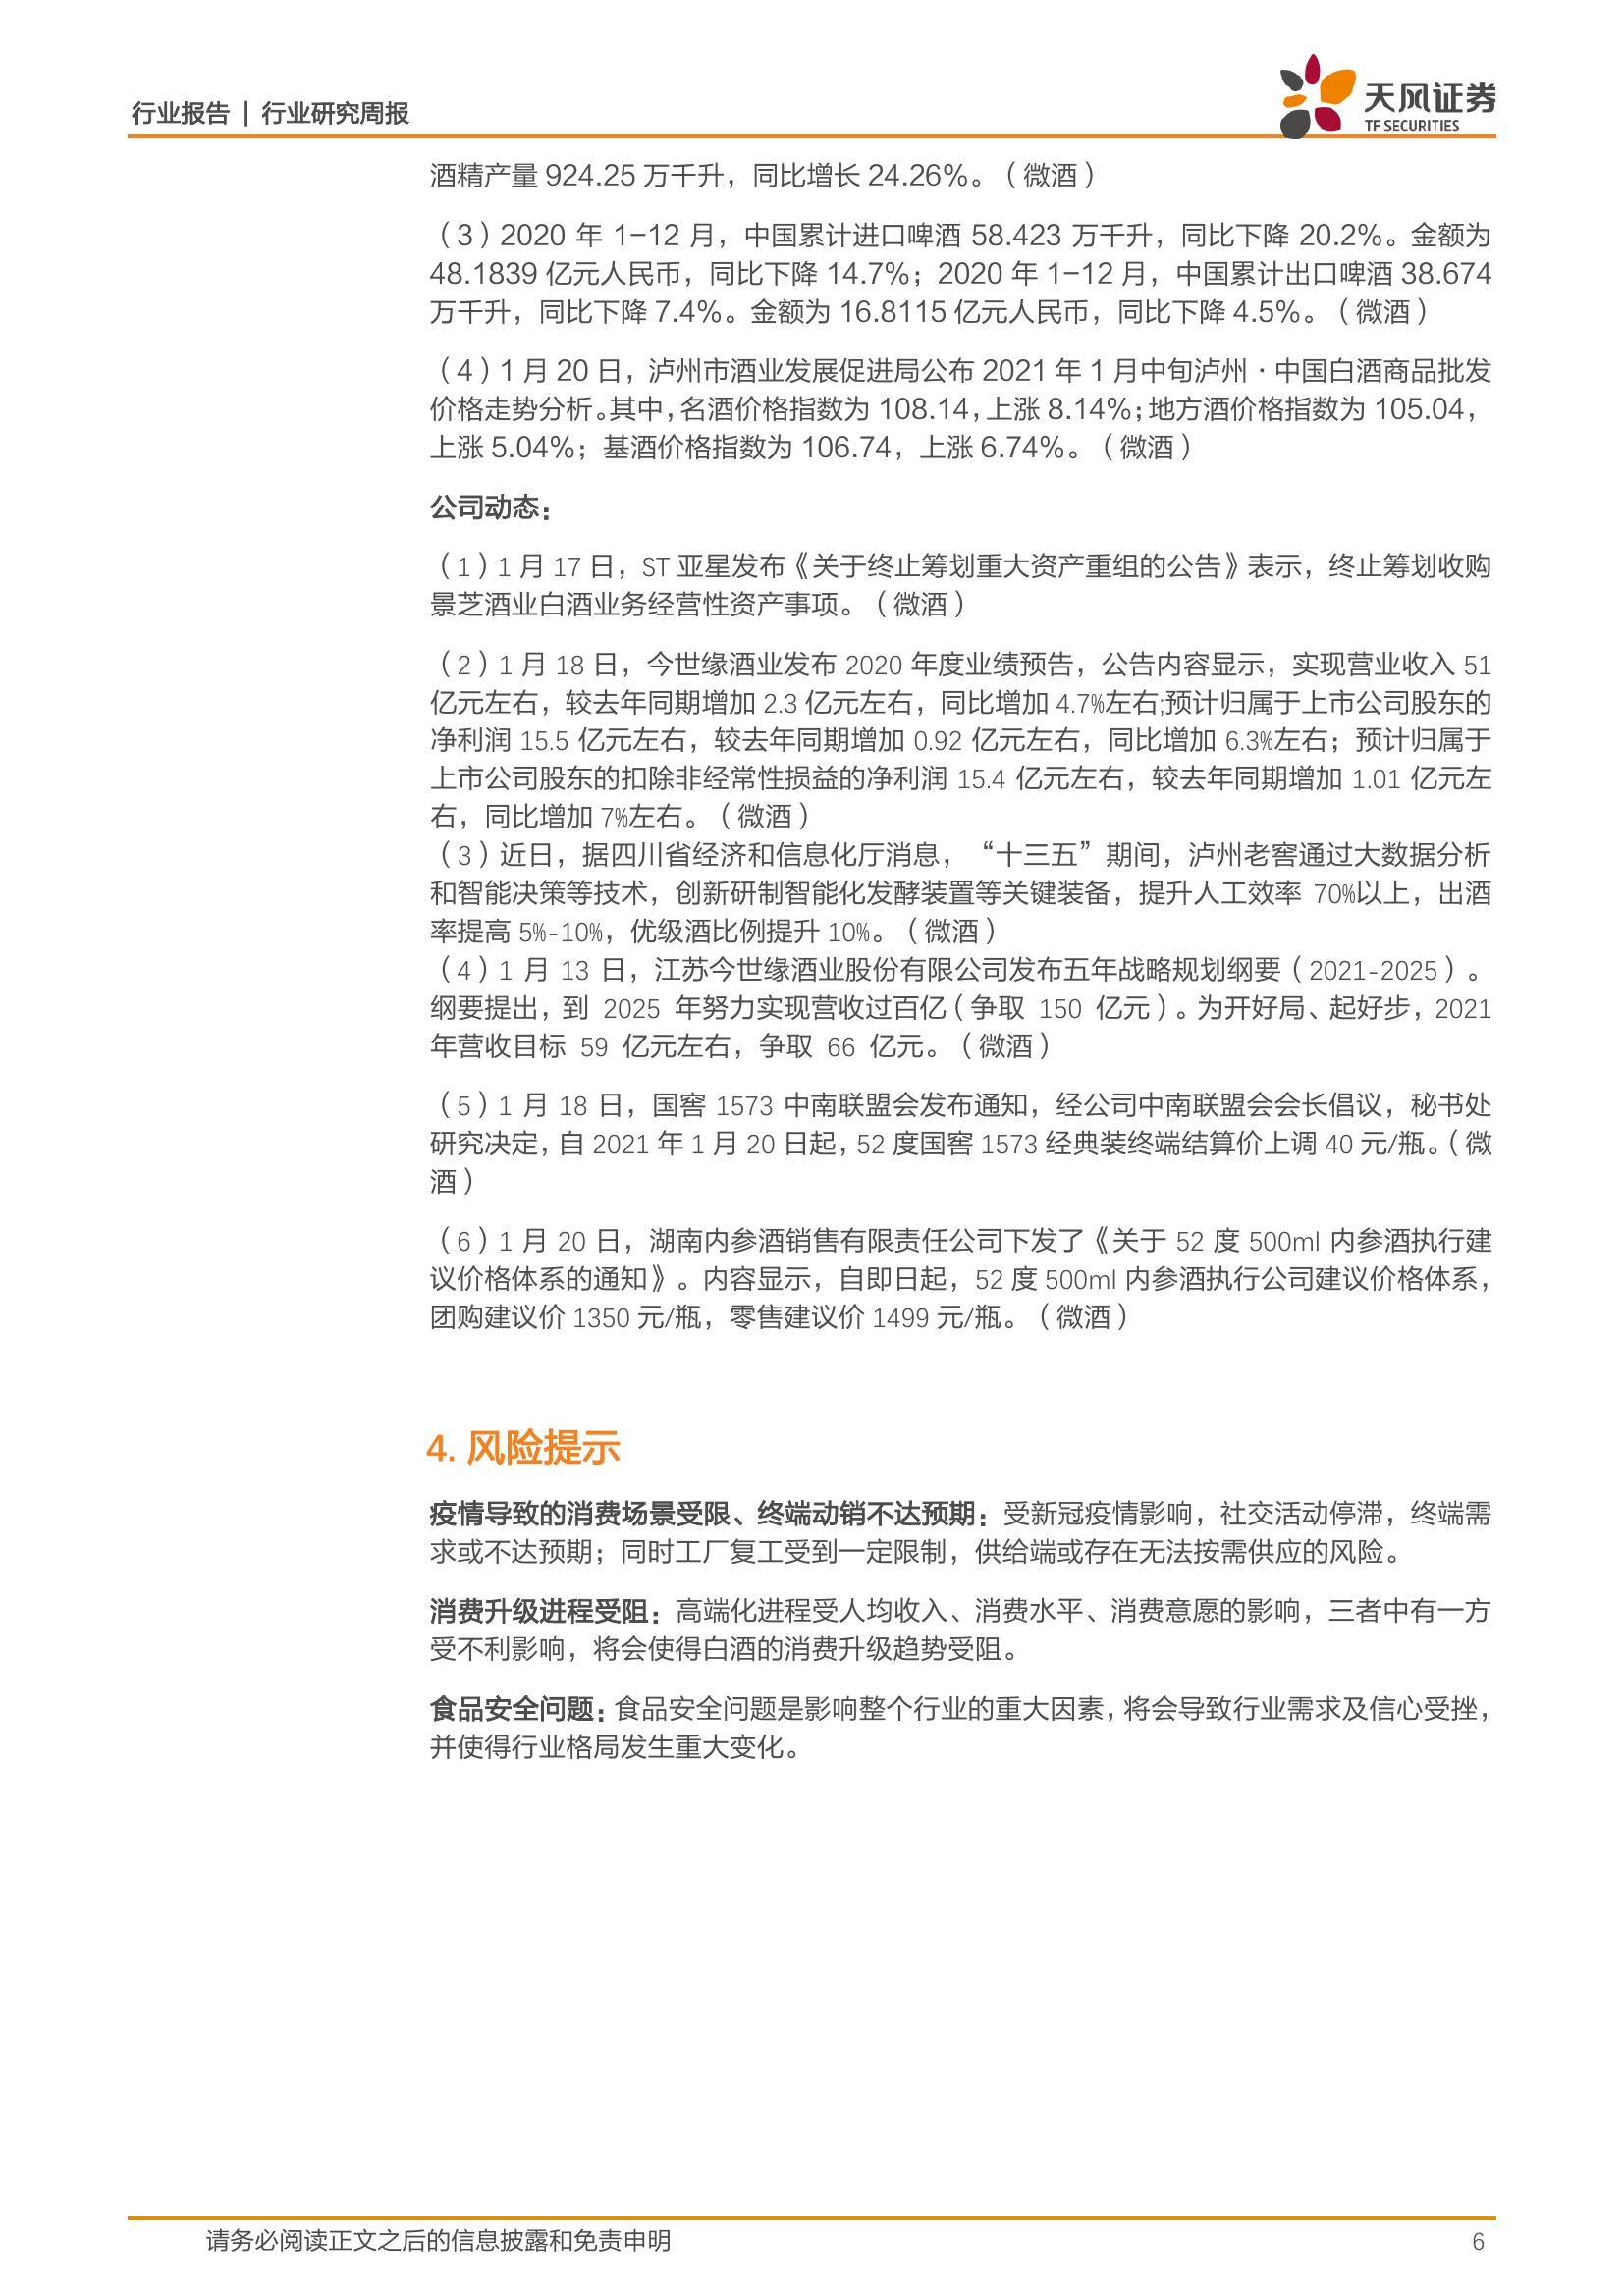 行业报告 | 行业研究周报
天风证券
TF SECURITIES
酒精产量 924.25 万千升，同比增长 24.26%。（微酒）
（3）2020 年 1-12 月，中国累计进口啤酒 58.423 万千升，同比下降 20.2%。金额为
48.1839 亿元人民币，同比下降 14.7%；2020 年 1-12 月，中国累计出口啤酒 38.674
万千升，同比下降 7.4%。金额为 16.8115 亿元人民币，同比下降 4.5%。（微酒）
（4）1 月 20 日，泸州市酒业发展促进局公布 2021 年 1 月中旬泸州·中国白酒商品批发
价格走势分析。其中，名酒价格指数为 108.14，上涨 8.14%；地方酒价格指数为 105.04，
上涨 5.04%；基酒价格指数为 106.74，上涨 6.74%。（微酒）
公司动态：
（1）1 月 17 日，ST 亚星发布《关于终止筹划重大资产重组的公告》表示，终止筹划收购
景芝酒业白酒业务经营性资产事项。（微酒）
（2）1 月 18 日，今世缘酒业发布 2020 年度业绩预告，公告内容显示，实现营业收入 51
亿元左右，较去年同期增加 2.3 亿元左右，同比增加 4.7%左右;预计归属于上市公司股东的
净利润 15.5 亿元左右，较去年同期增加 0.92 亿元左右，同比增加 6.3%左右；预计归属于
上市公司股东的扣除非经常性损益的净利润 15.4 亿元左右，较去年同期增加 1.01 亿元左
右，同比增加 7%左右。（微酒）
（3）近日，据四川省经济和信息化厅消息，“十三五”期间，泸州老窖通过大数据分析
和智能决策等技术，创新研制智能化发酵装置等关键装备，提升人工效率 70%以上，出酒
率提高 5%-10%，优级酒比例提升 10%。（微酒）
（4）1 月 13 日，江苏今世缘酒业股份有限公司发布五年战略规划纲要（2021-2025）。
纲要提出，到 2025 年努力实现营收过百亿（争取 150 亿元）。为开好局、起好步，2021
年营收目标 59 亿元左右，争取 66 亿元。（微酒）
（5）1 月 18 日，国窖 1573 中南联盟会发布通知，经公司中南联盟会会长倡议，秘书处
研究决定，自 2021 年 1 月 20 日起，52 度国窖 1573 经典装终端结算价上调 40 元/瓶。（微
酒）
（6）1 月 20 日，湖南内参酒销售有限责任公司下发了《关于 52 度 500ml 内参酒执行建
议价格体系的通知》。内容显示，自即日起，52 度 500ml 内参酒执行公司建议价格体系，
团购建议价 1350 元/瓶，零售建议价 1499 元/瓶。（微酒）
4. 风险提示
疫情导致的消费场景受限、终端动销不达预期：受新冠疫情影响，社交活动停滞，终端需
求或不达预期；同时工厂复工受到一定限制，供给端或存在无法按需供应的风险。
消费升级进程受阻：高端化进程受人均收入、消费水平、消费意愿的影响，三者中有一方
受不利影响，将会使得白酒的消费升级趋势受阻。
食品安全问题：食品安全问题是影响整个行业的重大因素，将会导致行业需求及信心受挫，
并使得行业格局发生重大变化。
请务必阅读正文之后的信息披露和免责申明
6